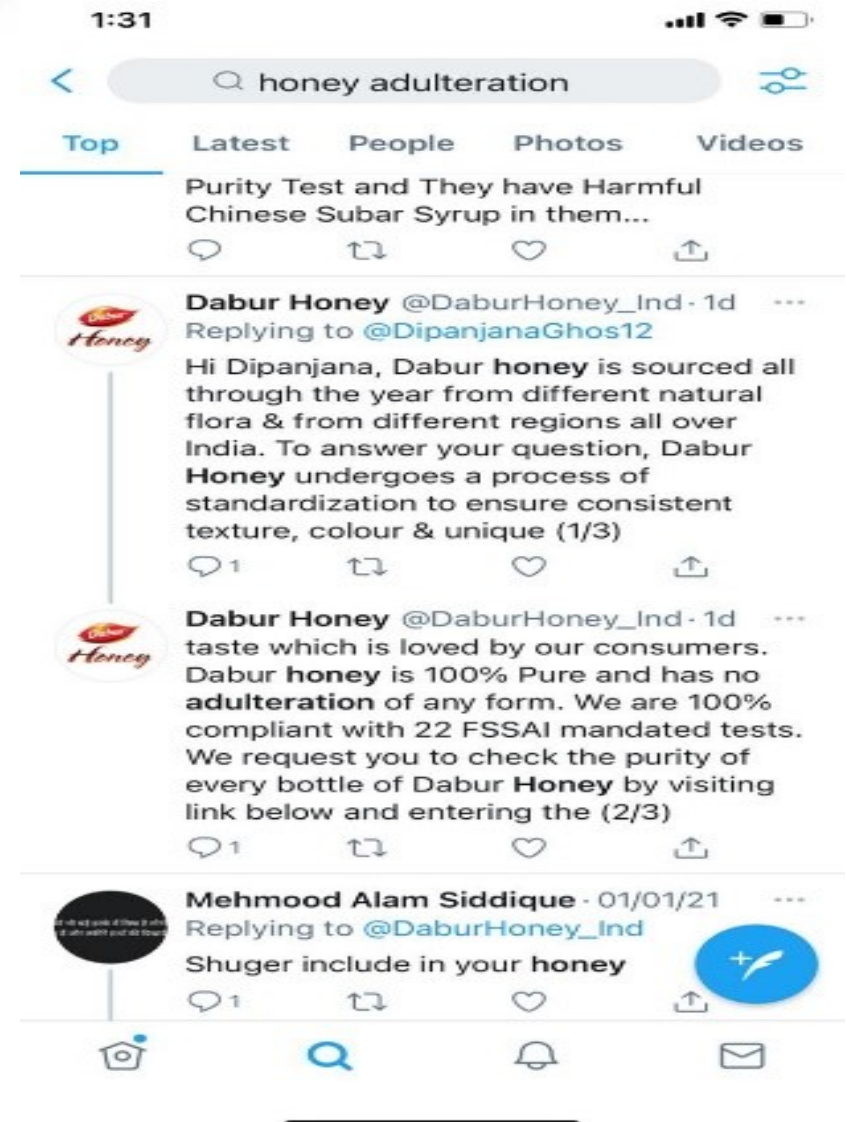 1:31
honey adulteration
Top Latest People Photos Videos
Purity Test and They have Harmful
Chinese Subar Syrup in them...
Dabur Honey @DaburHoney_Ind · 1d
Replying to @DipanjanaGhos12
Dabur
Honey
Hi Dipanjana, Dabur honey is sourced all
through the year from different natural
flora & from different regions all over
India. To answer your question, Dabur
Honey undergoes a process of
standardization to ensure consistent
texture, colour & unique (1/3)
1
Dabur Honey @DaburHoney_Ind · 1d
Dabur
Honey
taste which is loved by our consumers.
Dabur honey is 100% Pure and has no
adulteration of any form. We are 100%
compliant with 22 FSSAI mandated tests.
We request you to check the purity of
every bottle of Dabur Honey by visiting
link below and entering the (2/3)
1
Mehmood Alam Siddique · 01/01/21
Replying to @DaburHoney_Ind
Shuger include in your honey
1